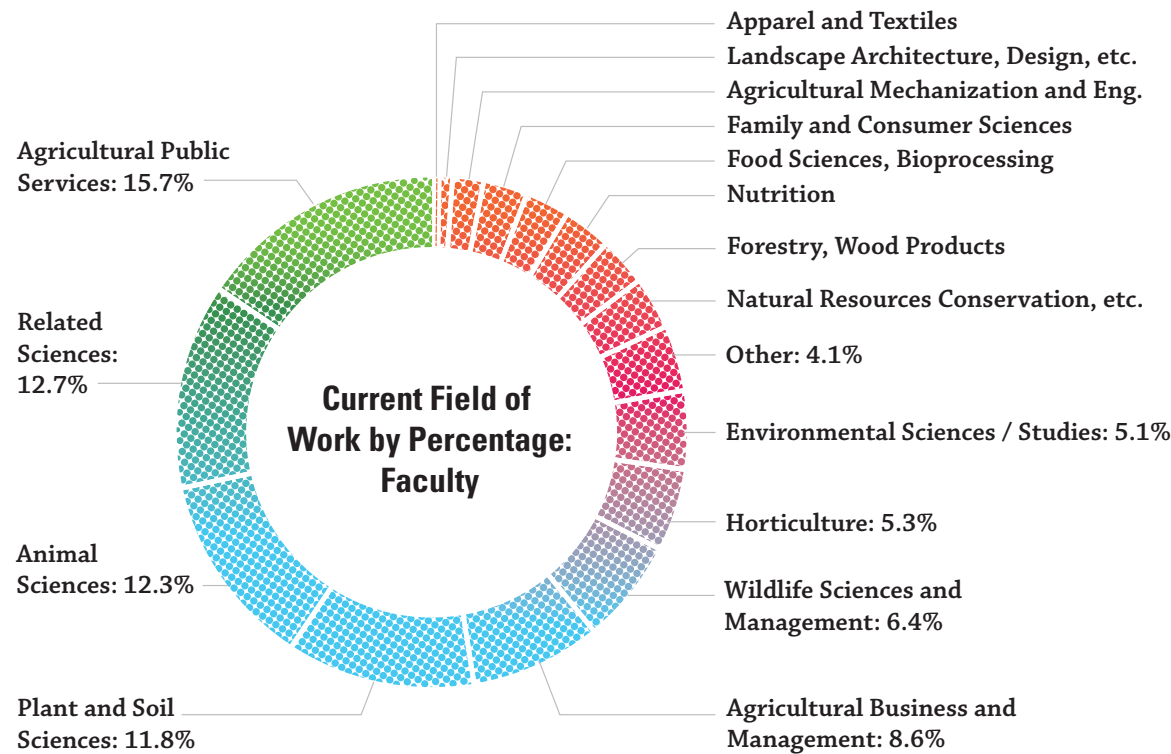 Apparel and Textiles
Landscape Architecture, Design, etc.
Agricultural Mechanization and Eng.
Family and Consumer Sciences
Food Sciences, Bioprocessing
Nutrition
Forestry, Wood Products
Natural Resources Conservation, etc.
Other: 4.1%
Environmental Sciences / Studies: 5.1%
Horticulture: 5.3%
Wildlife Sciences and
Management: 6.4%
Agricultural Business and
Management: 8.6%
Plant and Soil
Sciences: 11.8%
Animal
Sciences: 12.3%
Related
Sciences:
12.7%
Agricultural Public
Services: 15.7%
Current Field of
Work by Percentage:
Faculty